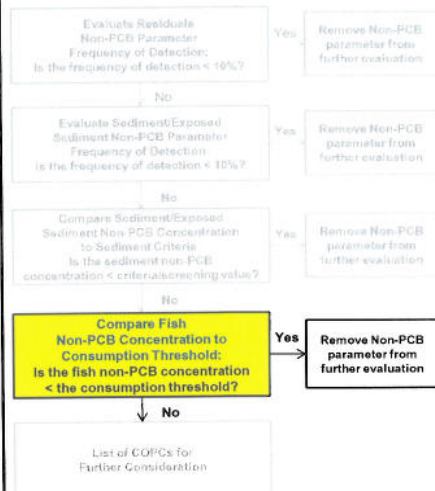 Evaluate Residuals
Non-PCB Parameter
Frequency of Detection:
Is the frequency of detection < 10%?
Yes
Remove Non-PCB
parameter from
further evaluation
No
Evaluate Sediment/Exposed
Sediment Non-PCB Parameter
Frequency of Detection
Is the frequency of detection < 10%?
Yes
Remove Non-PCB
parameter from
further evaluation
No
Compare Sediment/Exposed
Sediment Non-PCB Concentration
to Sediment Criteria
Is the sediment non-PCB
concentration < criteria/screening value?
Yes
Remove Non-PCB
parameter from
further evaluation
No
Compare Fish
Non-PCB Concentration to
Consumption Threshold:
Is the fish non-PCB concentration
< the consumption threshold?
Yes
Remove Non-PCB
parameter from
further evaluation
No
List of COPCs for
Further Consideration